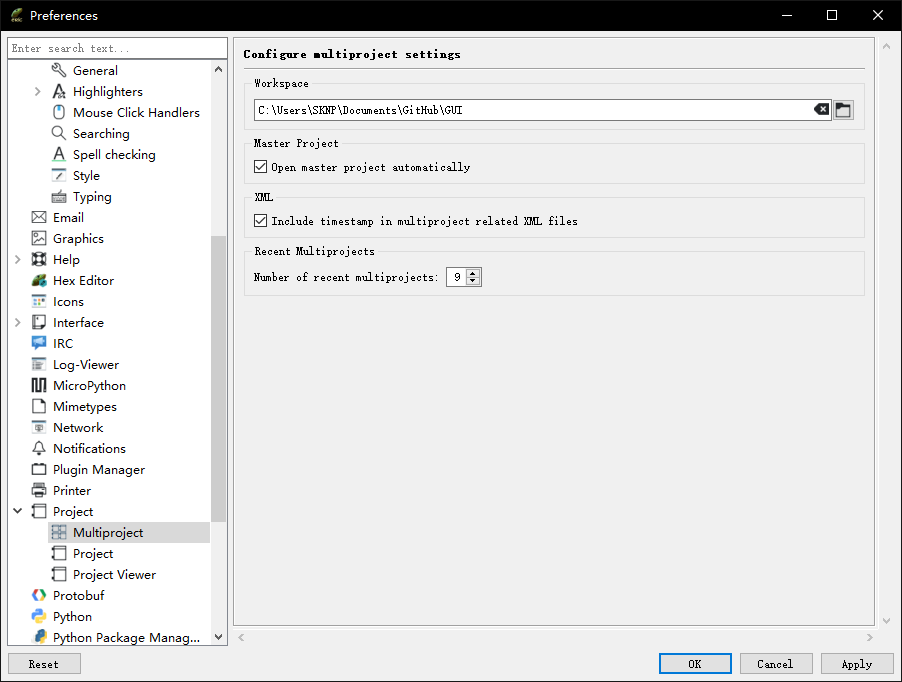 Preferences
Enter search text...
General
Highlighters
Mouse Click Handlers
Searching
Spell checking
Style
Typing
Email
Graphics
Help
Hex Editor
Icons
Interface
IRC
Log-Viewer
MicroPython
Mimetypes
Network
Notifications
Plugin Manager
Printer
Project
Multiproject
Project
Project Viewer
Protobuf
Python
Python Package Manag...
Configure multiproject settings
Workspace
C:\Users\SKNP\Documents\GitHub\GUI
Master Project
Open master project automatically
XML
Include timestamp in multiproject related XML files
Recent Multiprojects
Number of recent multiprojects: 9
Reset
OK
Cancel
Apply